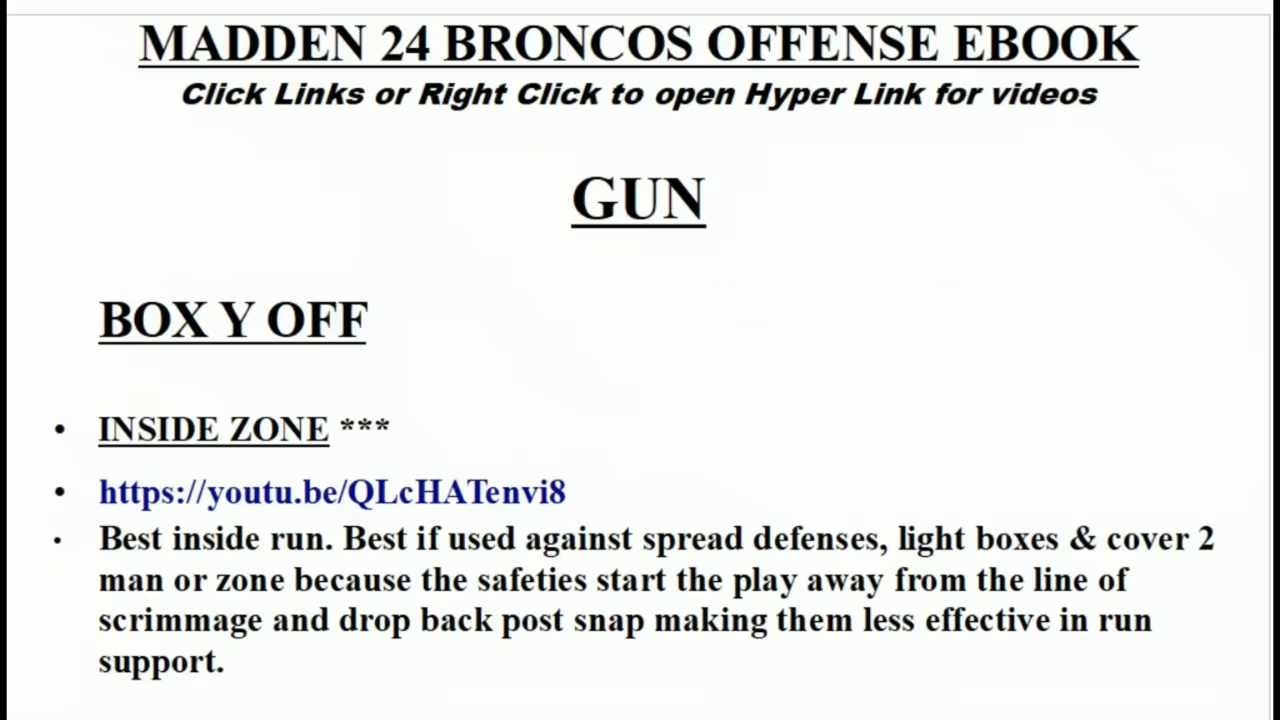 MADDEN 24 BRONCOS OFFENSE EBOOK
Click Links or Right Click to open Hyper Link for videos
GUN
BOX Y OFF
• INSIDE ZONE ***
• https://youtu.be/QLcHATenvi8
• Best inside run. Best if used against spread defenses, light boxes & cover 2
man or zone because the safeties start the play away from the line of
scrimmage and drop back post snap making them less effective in run
support.